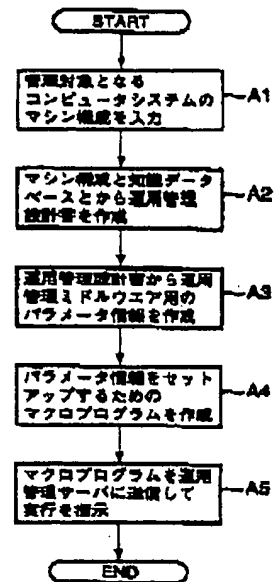 START
管理対象となる
コンピュータシステムの
マシン構成を入力
A1
マシン構成と知識データ
ベースとから運用管理
設計書を作成
A2
運用管理設計書から運用
管理ミドルウエア用の
パラメータ情報を作成
A3
パラメータ情報をセット
アップするための
マクロプログラムを作成
A4
マクロプログラムを運用
管理サーバに送信して
実行を指示
A5
END